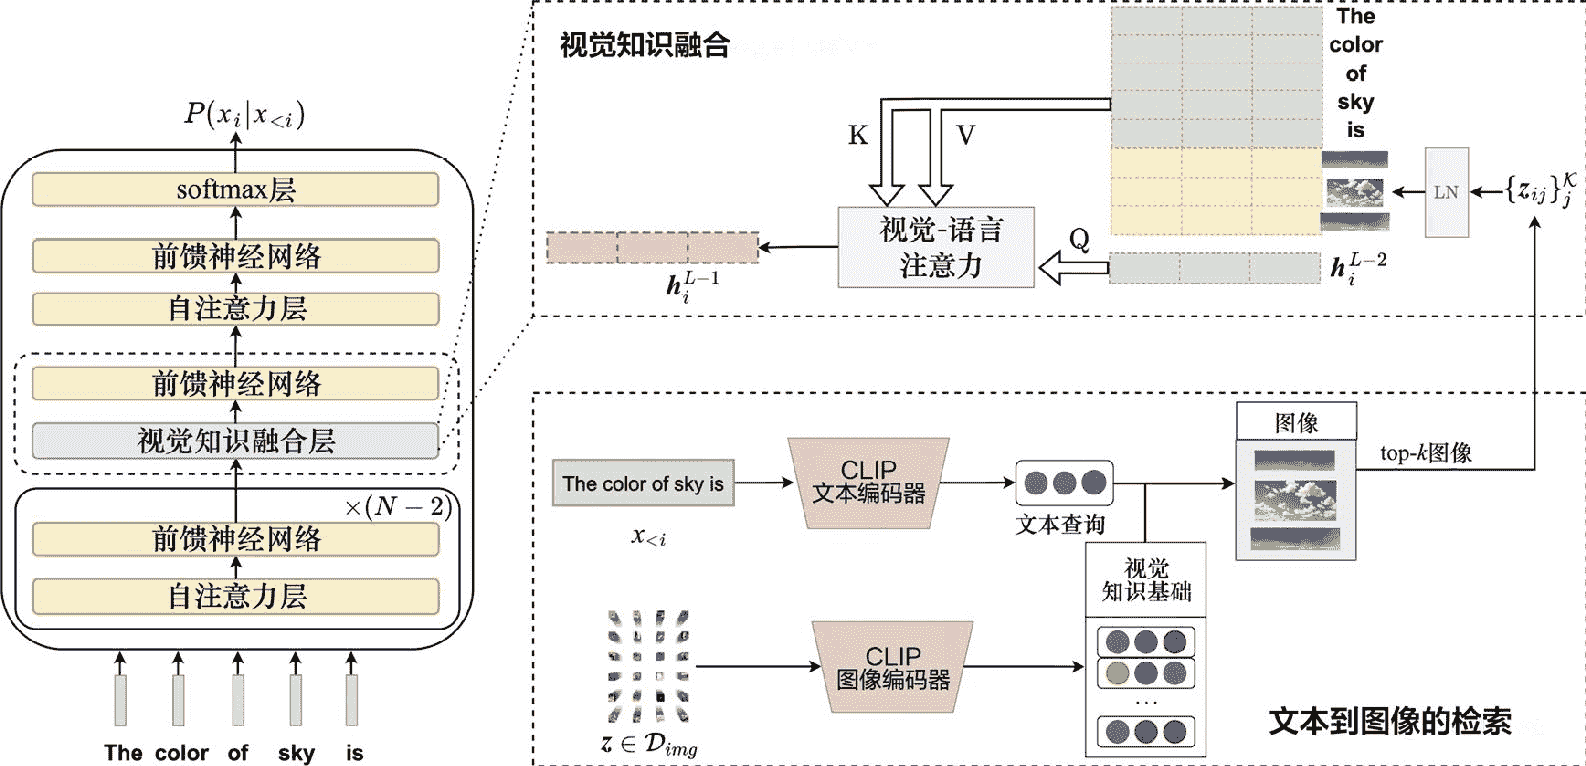 P(x_i|x_{<i})
softmax层
前馈神经网络
自注意力层
前馈神经网络
视觉知识融合层
×(N − 2)
前馈神经网络
自注意力层
The color of sky is
视觉知识融合
K
V
视觉-语言
注意力
Q
h_i^{L−1}
h_i^{L−2}
The
color
of
sky
is
LN
{z_{ij}}_j^K
The color of sky is
x_{<i}
CLIP
文本编码器
文本查询
图像
top-k图像
视觉
知识基础
...
z ∈ D_{img}
CLIP
图像编码器
文本到图像的检索